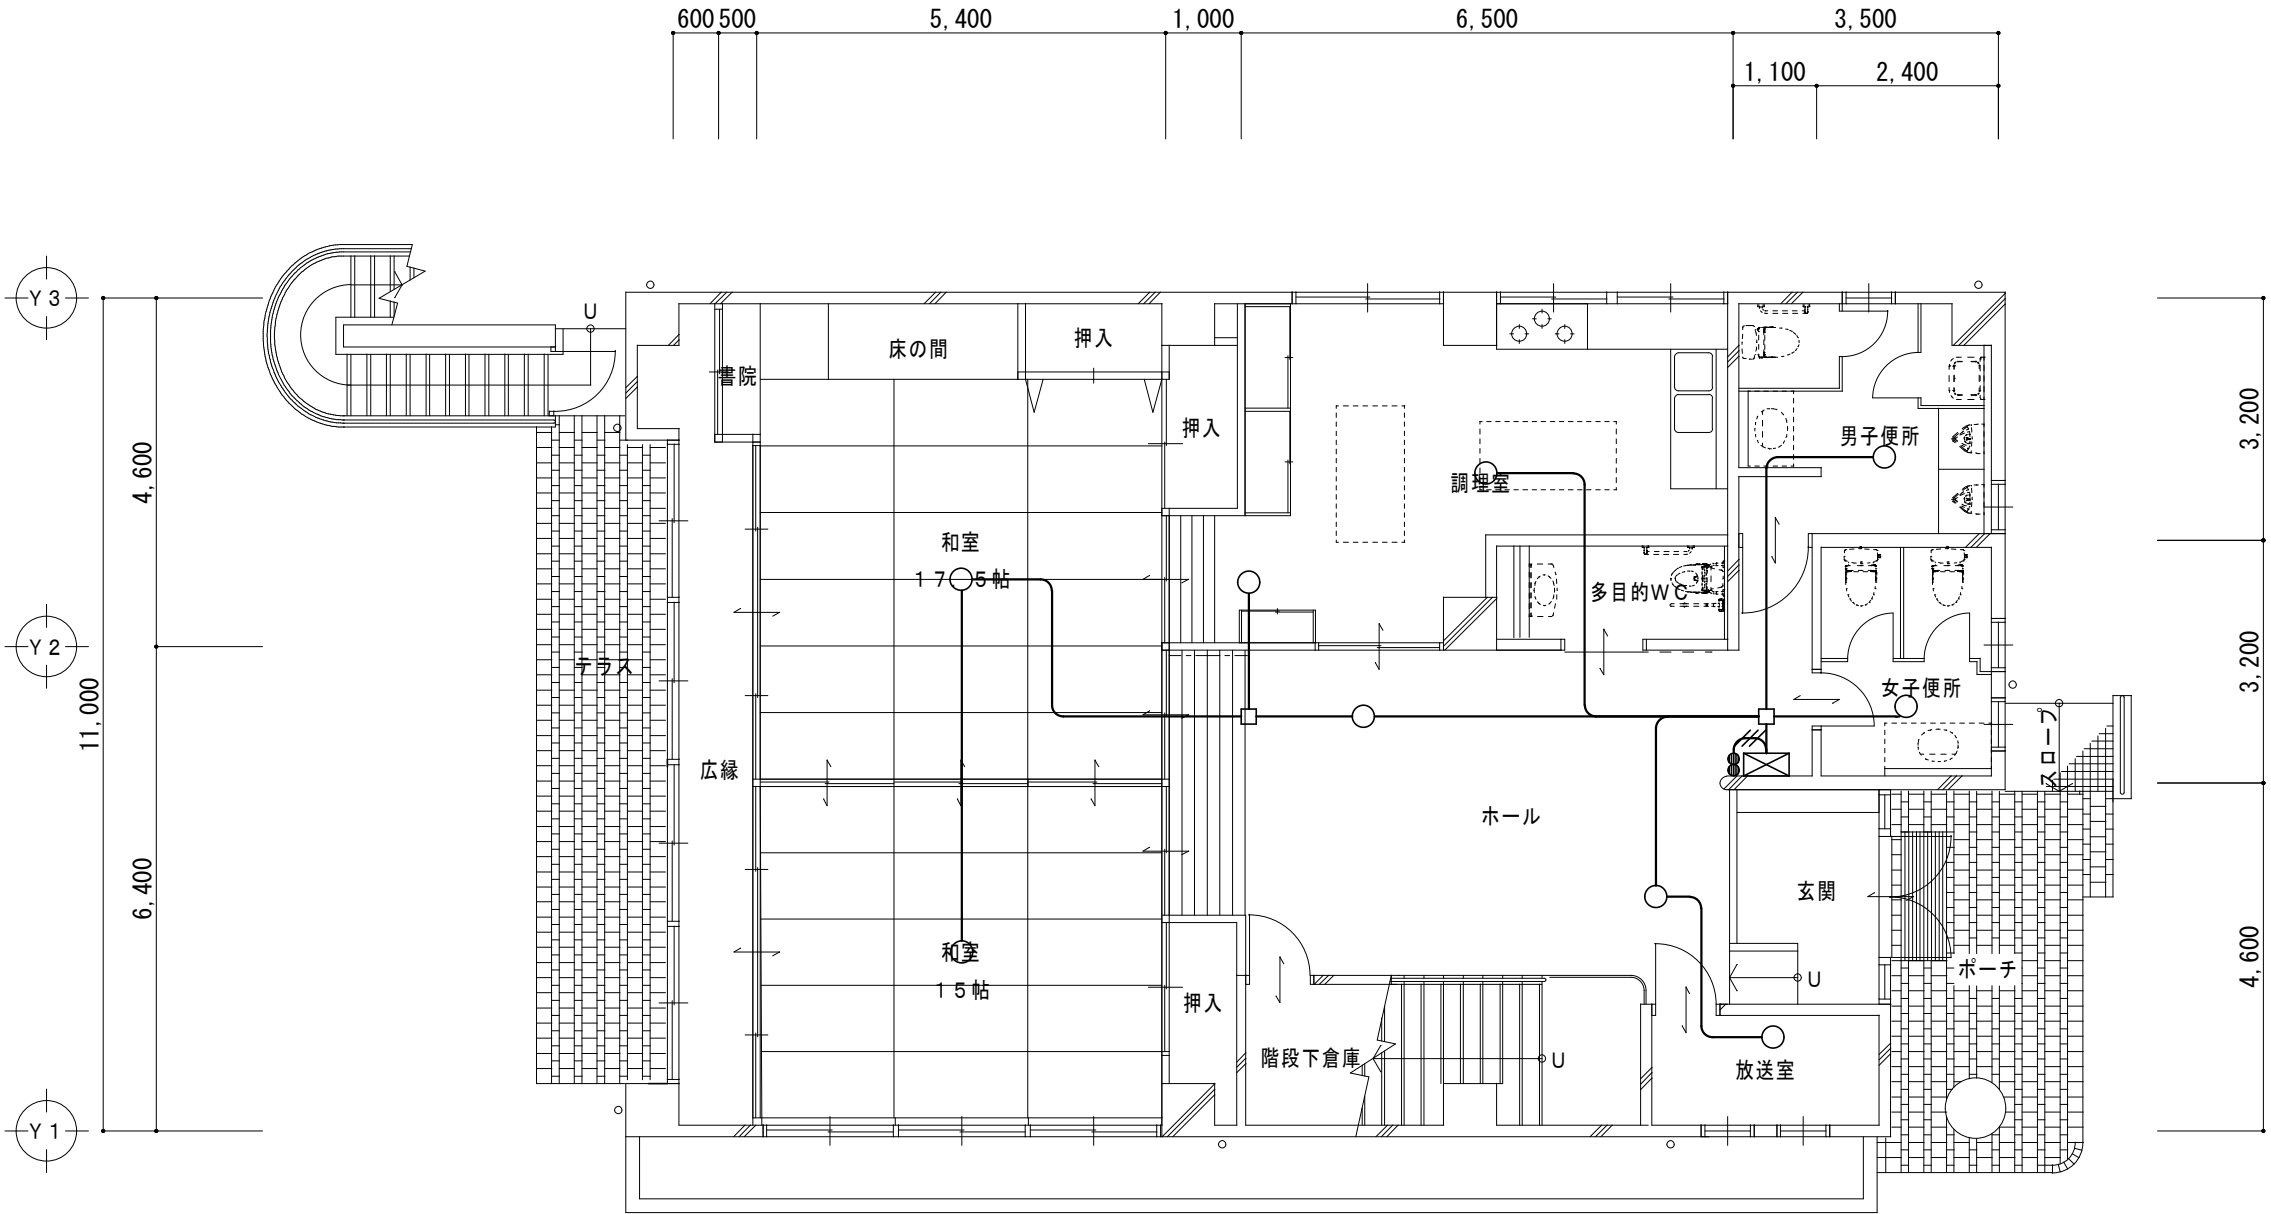 600
500
5,400
1,000
6,500
3,500
1,100
2,400
Y3
U
床の間
押入
書院
押入
男子便所
3,200
4,600
調理室
和室
17.5帖
多目的WC
Y2
テラス
3,200
女子便所
11,000
スロープ
広縁
ホール
6,400
玄関
4,600
和室
15帖
ポーチ
U
押入
階段下倉庫
U
放送室
Y1